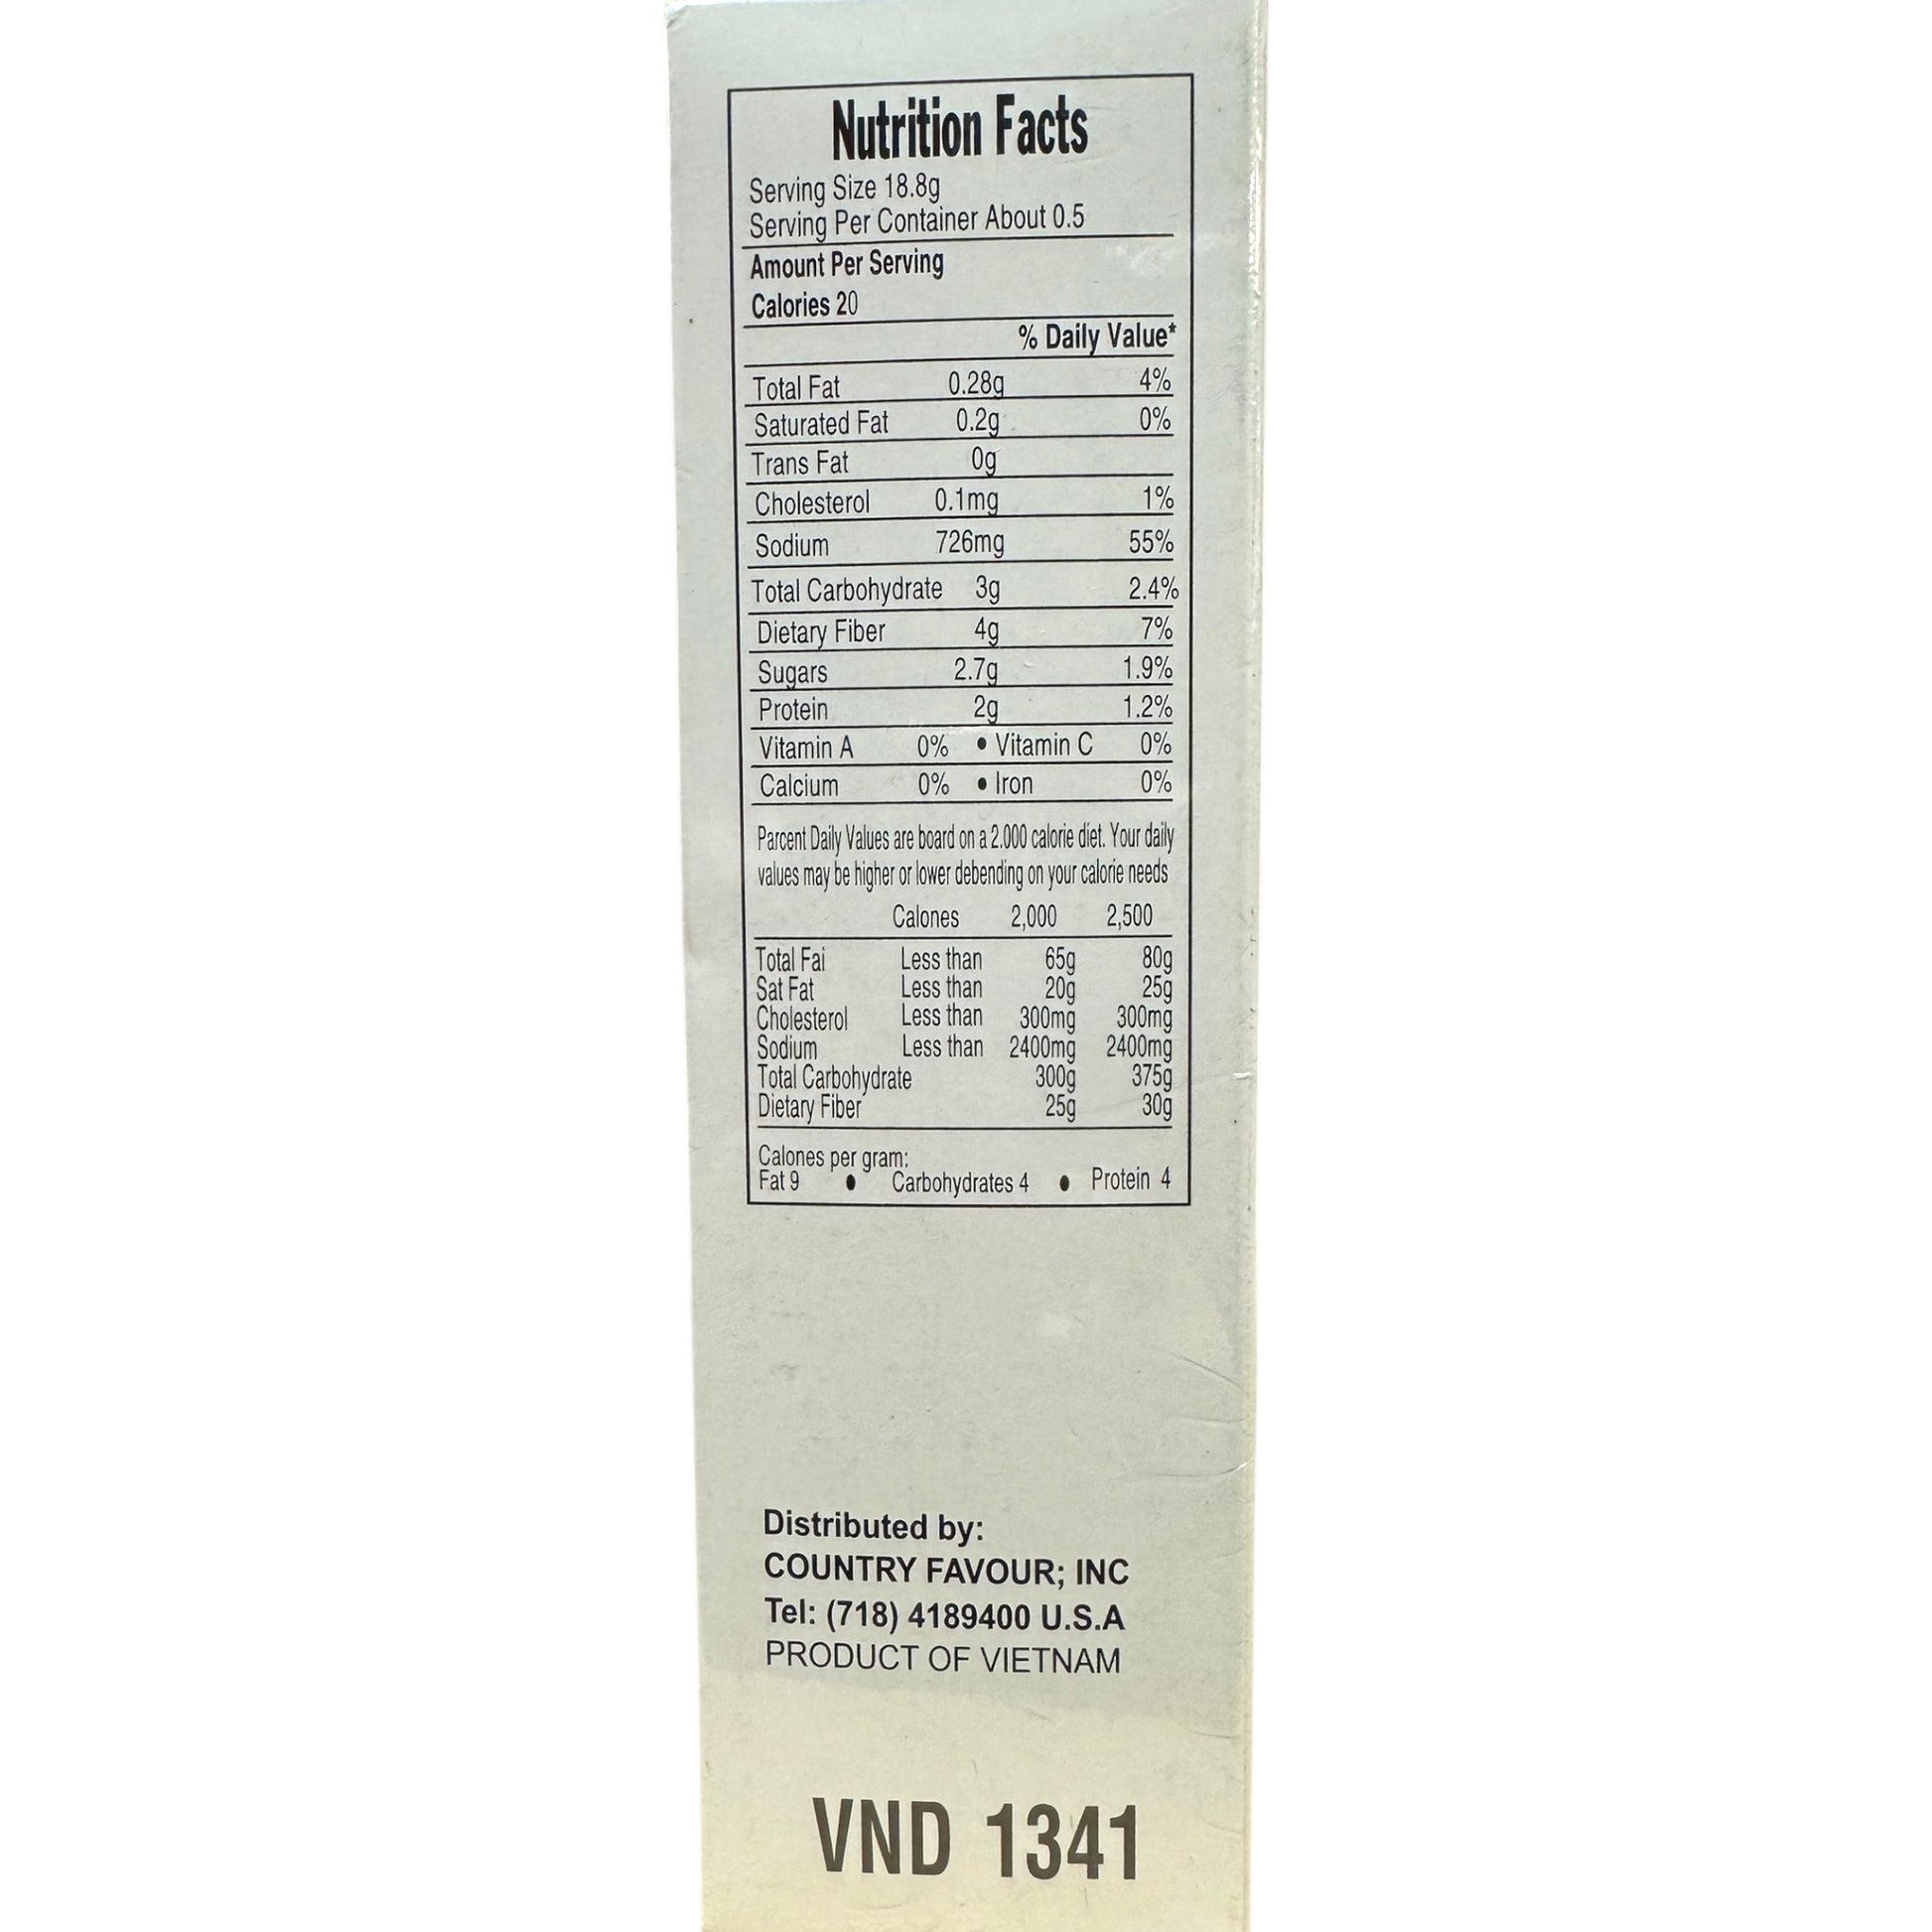 Nutrition Facts
Serving Size 18.8g
Serving Per Container About 0.5
Amount Per Serving
Calories 20
% Daily Value*
Total Fat 0.28g 4%
Saturated Fat 0.2g 0%
Trans Fat 0g
Cholesterol 0.1mg 1%
Sodium 726mg 55%
Total Carbohydrate 3g 2.4%
Dietary Fiber 4g 7%
Sugars 2.7g 1.9%
Protein 2g 1.2%
Vitamin A 0% • Vitamin C 0%
Calcium 0% • Iron 0%
Parcent Daily Values are board on a 2.000 calorie diet. Your daily
values may be higher or lower debending on your calorie needs
Calones 2,000 2,500
Total Fai Less than 65g 80g
Sat Fat Less than 20g 25g
Cholesterol Less than 300mg 300mg
Sodium Less than 2400mg 2400mg
Total Carbohydrate 300g 375g
Dietary Fiber 25g 30g
Calones per gram:
Fat 9 • Carbohydrates 4 • Protein 4
Distributed by:
COUNTRY FAVOUR; INC
Tel: (718) 4189400 U.S.A
PRODUCT OF VIETNAM
VND 1341